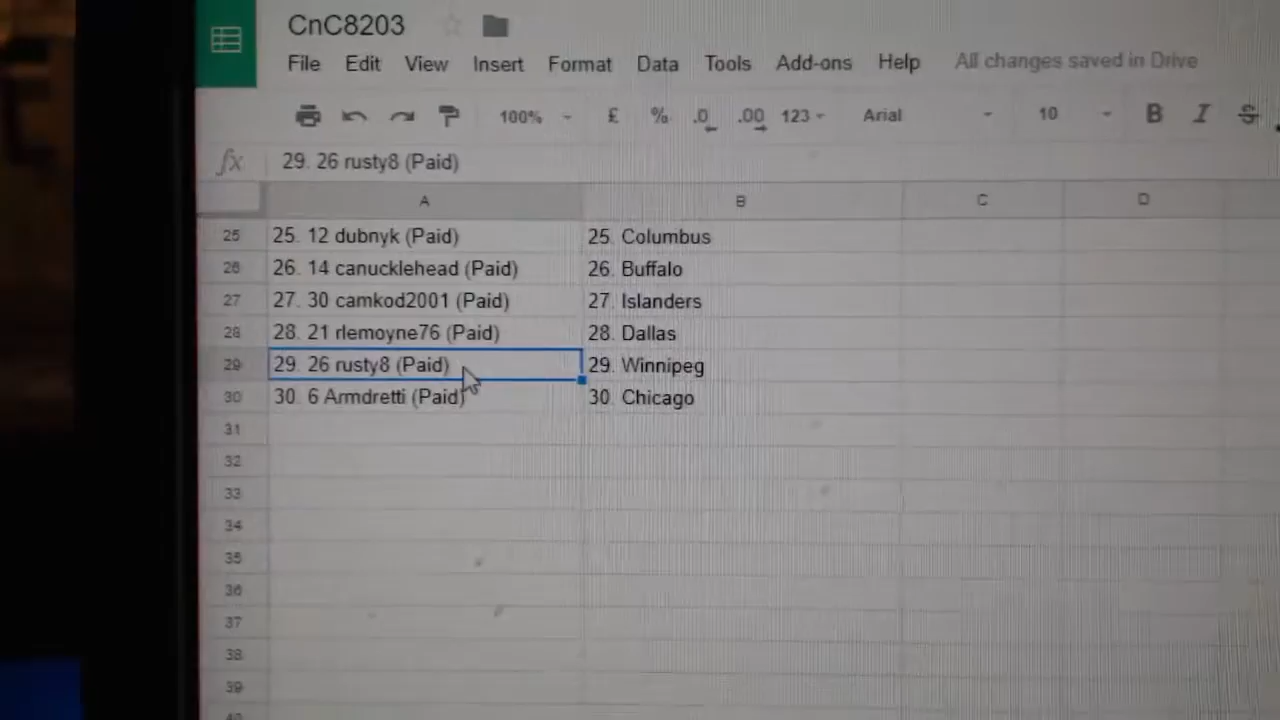 CnC8203
File Edit View Insert Format Data Tools Add-ons Help All changes saved in Drive
100% £ % .0 .00 123 Arial 10 B I S
fx 29. 26 rusty8 (Paid)
A B C D
25 25. 12 dubnyk (Paid) 25. Columbus
26 26. 14 canucklehead (Paid) 26. Buffalo
27 27. 30 camkod2001 (Paid) 27. Islanders
28 28. 21 rlemoyne76 (Paid) 28. Dallas
29 29. 26 rusty8 (Paid) 29. Winnipeg
30 30. 6 Armdretti (Paid) 30. Chicago
31
32
33
34
35
36
37
38
39